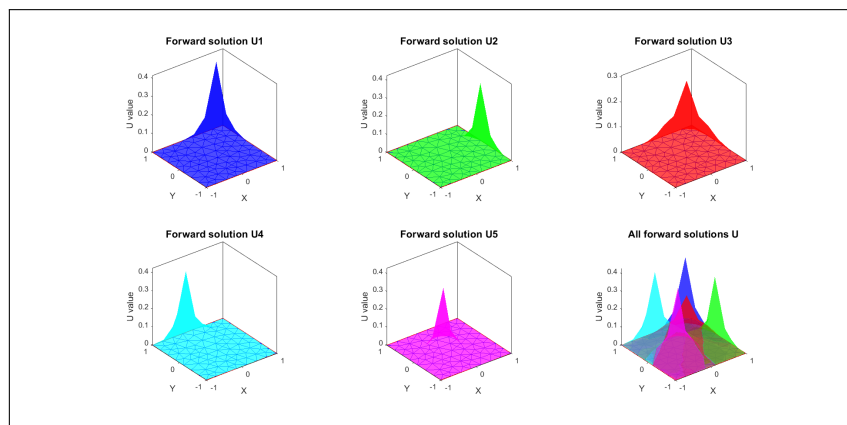 Forward solution U1
Forward solution U2
Forward solution U3
0.4
0.3
0.2
0.1
0
U value
1
0
-1
Y
-1
0
1
X
0.4
0.3
0.2
0.1
0
U value
1
0
-1
Y
-1
0
1
X
0.3
0.2
0.1
0
U value
1
0
-1
Y
-1
0
1
X
Forward solution U4
Forward solution U5
All forward solutions U
0.4
0.3
0.2
0.1
0
U value
1
0
-1
Y
-1
0
1
X
0.4
0.3
0.2
0.1
0
U value
1
0
-1
Y
-1
0
1
X
0.4
0.3
0.2
0.1
0
U value
1
0
-1
Y
-1
0
1
X